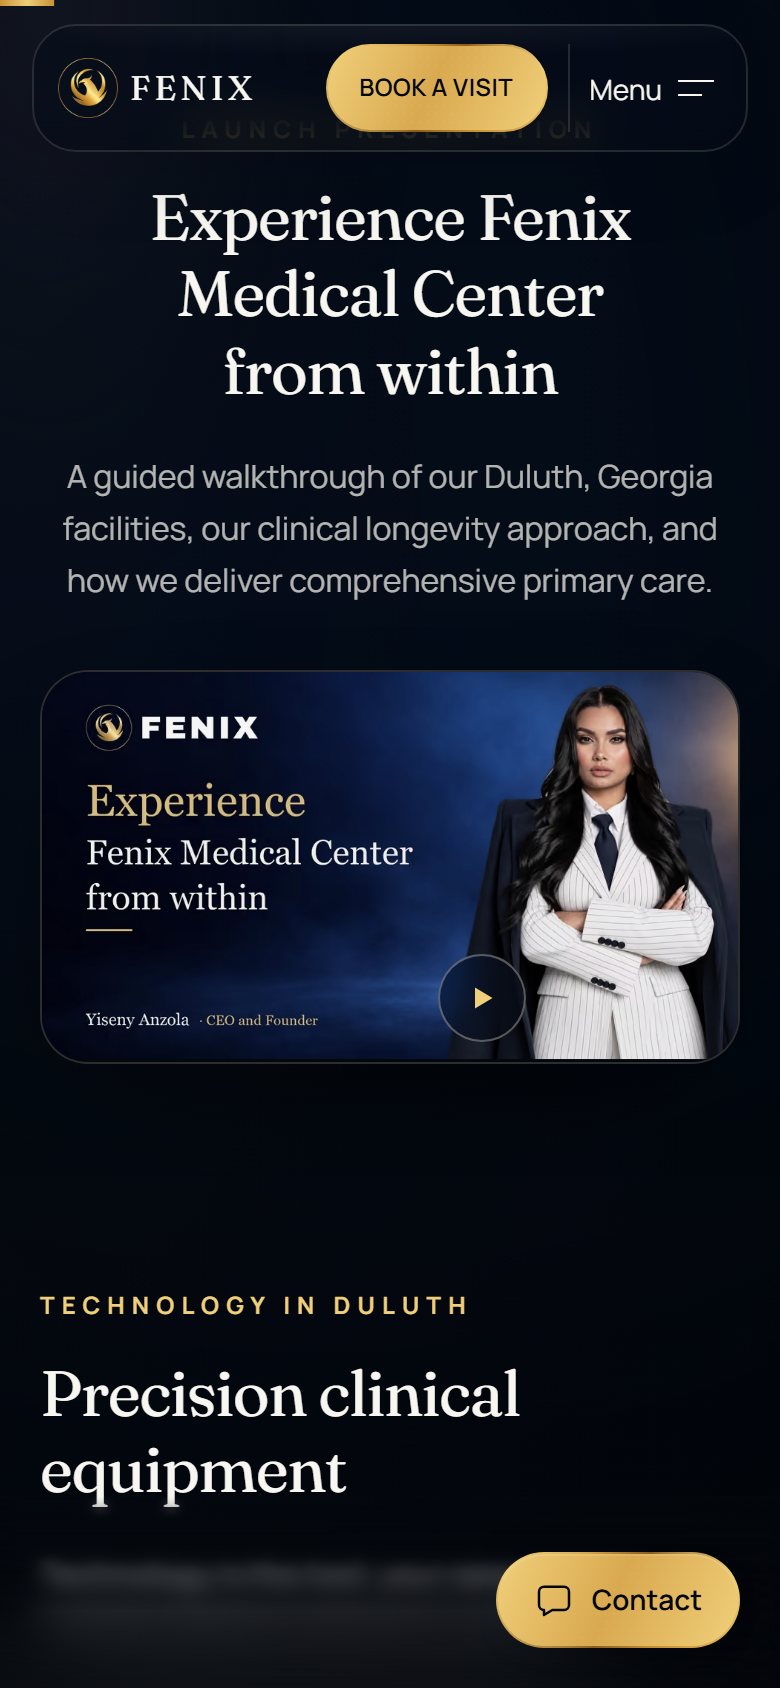 FENIX
BOOK A VISIT
Menu
LAUNCH PRESENTATION
Experience Fenix
Medical Center
from within
A guided walkthrough of our Duluth, Georgia
facilities, our clinical longevity approach, and
how we deliver comprehensive primary care.
FENIX
Experience
Fenix Medical Center
from within
Yiseny Anzola · CEO and Founder
TECHNOLOGY IN DULUTH
Precision clinical
equipment
Contact